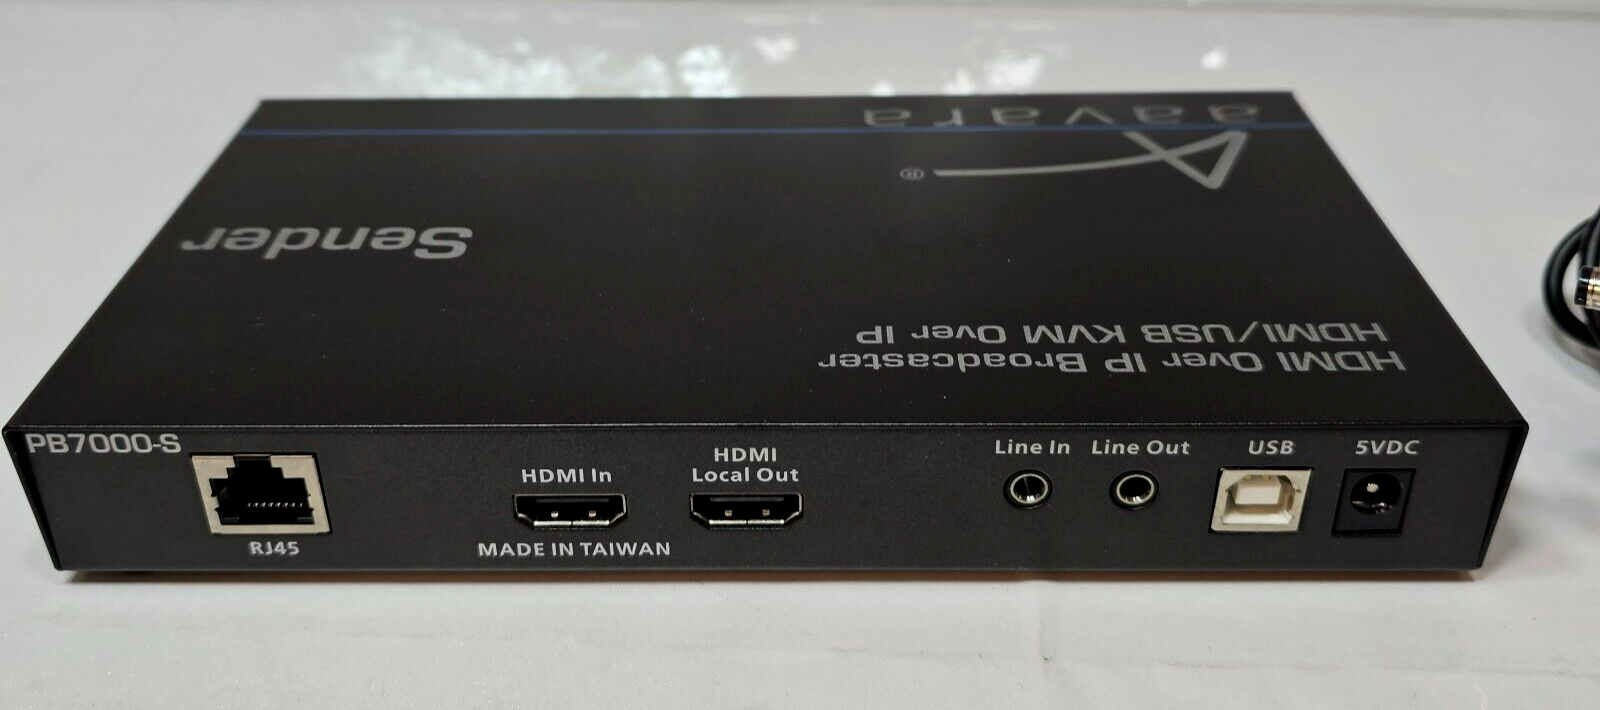 aavara
®
Sender
HDMI Over IP Broadcaster
HDMI/USB KVM Over IP
PB7000-S
RJ45
HDMI In
HDMI
Local Out
MADE IN TAIWAN
Line In
Line Out
USB
5VDC